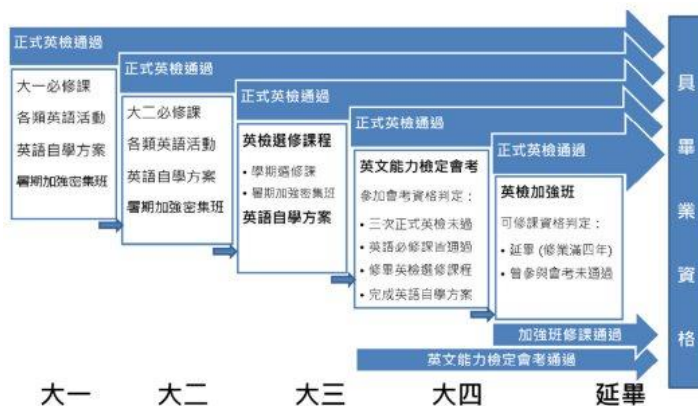 正式英檢通過
大一必修課
各類英語活動
英語自學方案
暑期加強密集班
正式英檢通過
大二必修課
各類英語活動
英語自學方案
暑期加強密集班
正式英檢通過
英檢選修課程
• 學期選修課
• 暑期加強密集班
英語自學方案
正式英檢通過
英文能力檢定會考
參加會考資格判定：
• 三次正式英檢未過
• 英語必修課皆通過
• 修畢英檢選修課程
• 完成英語自學方案
正式英檢通過
英檢加強班
可修課資格判定：
• 延畢 (修業滿四年)
• 曾參與會考未通過
加強班修課通過
英文能力檢定會考通過
具畢業資格
大一
大二
大三
大四
延畢